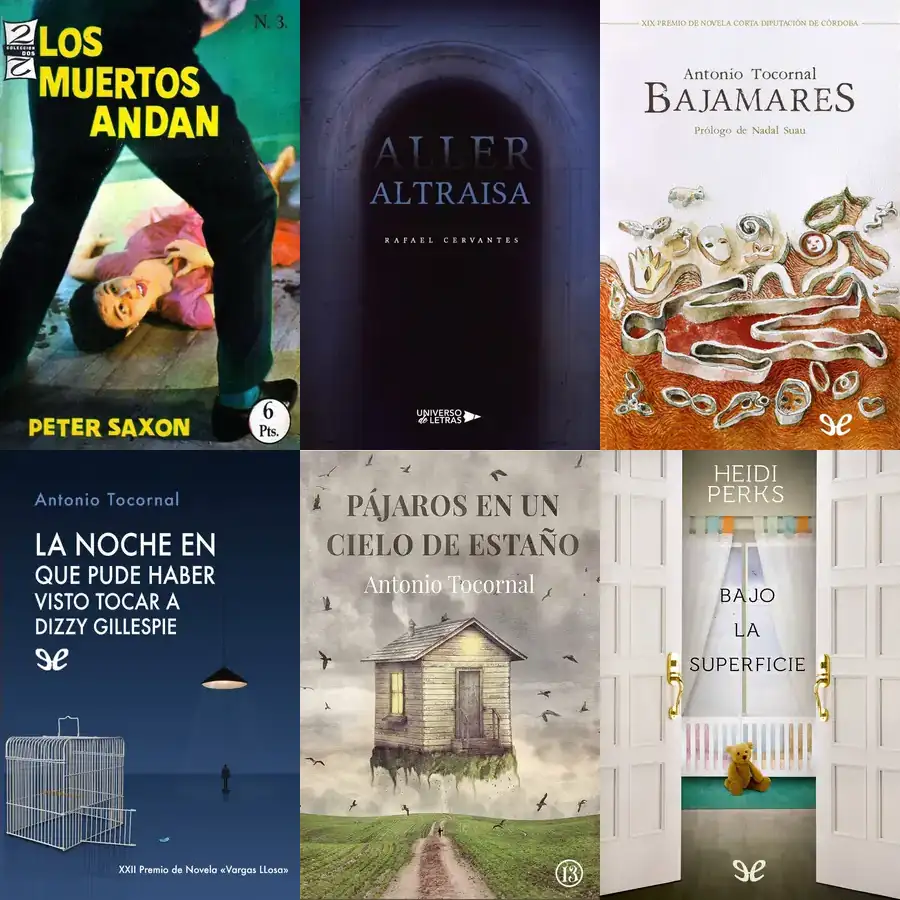 N. 3.
2
COLECCION
DOS
2
LOS
MUERTOS
ANDAN
PETER SAXON
6
Pts.
ALLER
ALTRAISA
RAFAEL CERVANTES
UNIVERSO
de LETRAS
XIX PREMIO DE NOVELA CORTA DIPUTACIÓN DE CÓRDOBA
Antonio Tocornal
BAJAMARES
Prólogo de Nadal Suau
Antonio Tocornal
LA NOCHE EN
QUE PUDE HABER
VISTO TOCAR A
DIZZY GILLESPIE
XXII Premio de Novela «Vargas LLosa»
PÁJAROS EN UN
CIELO DE ESTAÑO
Antonio Tocornal
13
HEIDI
PERKS
BAJO
LA
SUPERFICIE